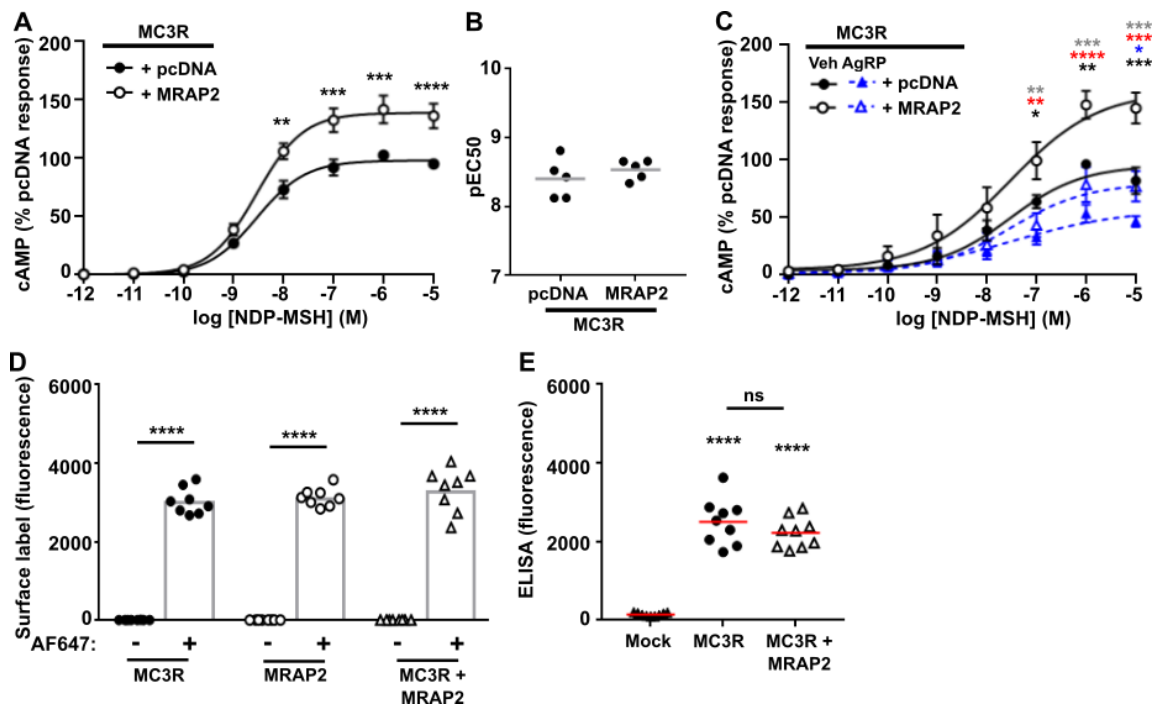 A
MC3R
+ pcDNA
+ MRAP2
cAMP (% pcDNA response)
200
150
100
50
0
** *** *** ****
-12 -11 -10 -9 -8 -7 -6 -5
log [NDP-MSH] (M)
B
pEC50
10
9
8
7
pcDNA MRAP2
MC3R
C
MC3R
Veh AgRP
+ pcDNA
+ MRAP2
cAMP (% pcDNA response)
200
150
100
50
0
**
**
*
***
****
**
***
***
*
***
-12 -11 -10 -9 -8 -7 -6 -5
log [NDP-MSH] (M)
D
Surface label (fluorescence)
6000
4000
2000
0
**** **** ****
AF647: - + - + - +
MC3R MRAP2 MC3R +
MRAP2
E
ELISA (fluorescence)
6000
4000
2000
0
ns
**** ****
Mock MC3R MC3R +
MRAP2